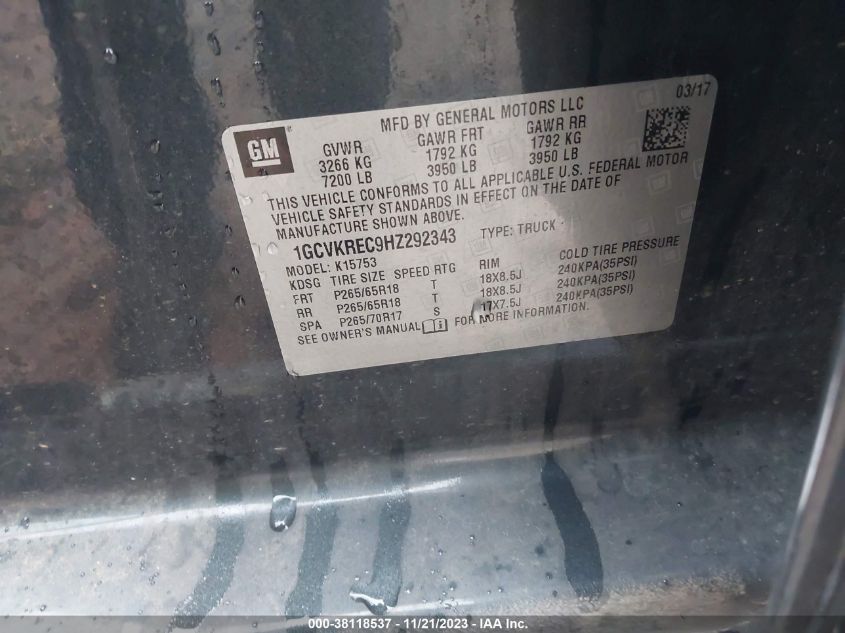 GM
MFD BY GENERAL MOTORS LLC 03/17
GVWR GAWR FRT GAWR RR
3266 KG 1792 KG 1792 KG
7200 LB 3950 LB 3950 LB
THIS VEHICLE CONFORMS TO ALL APPLICABLE U.S. FEDERAL MOTOR
VEHICLE SAFETY STANDARDS IN EFFECT ON THE DATE OF
MANUFACTURE SHOWN ABOVE.
1GCVKREC9HZ292343 TYPE: TRUCK
MODEL: K15753
KDSG TIRE SIZE SPEED RTG RIM COLD TIRE PRESSURE
FRT P265/65R18 T 18X8.5J 240KPA(35PSI)
RR P265/65R18 T 18X8.5J 240KPA(35PSI)
SPA P265/70R17 S 17X7.5J 240KPA(35PSI)
SEE OWNER'S MANUAL FOR MORE INFORMATION.
000-38118537 - 11/21/2023 - IAA Inc.